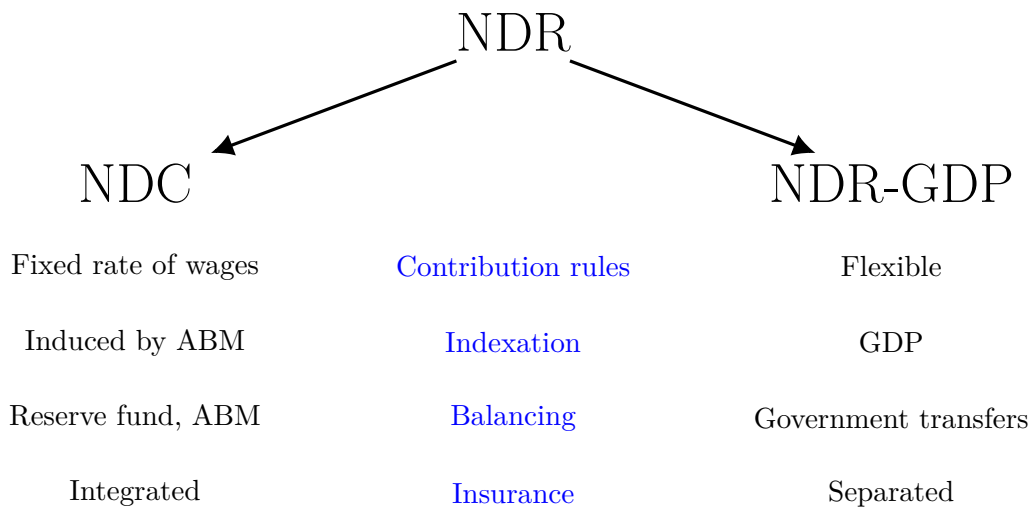 NDR
NDC NDR-GDP
Fixed rate of wages Contribution rules Flexible
Induced by ABM Indexation GDP
Reserve fund, ABM Balancing Government transfers
Integrated Insurance Separated